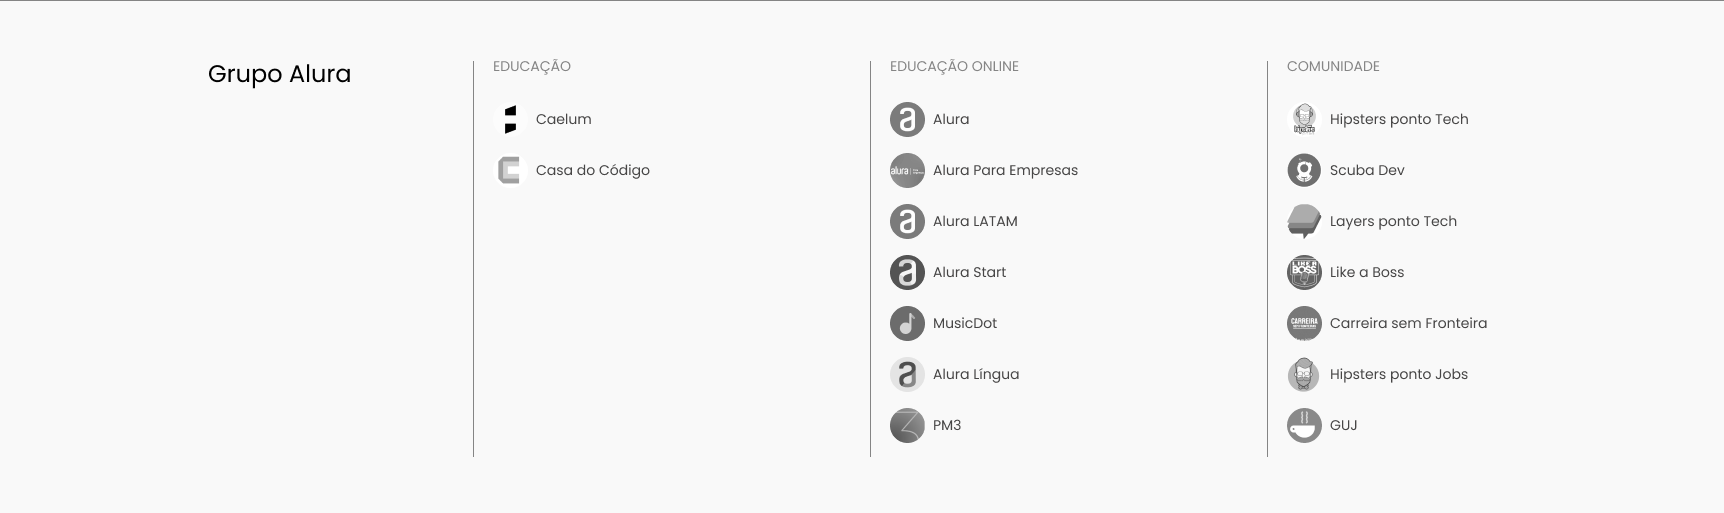 Grupo Alura
EDUCAÇÃO
Caelum
Casa do Código
EDUCAÇÃO ONLINE
Alura
alura
Alura Para Empresas
Alura LATAM
Alura Start
MusicDot
Alura Língua
PM3
COMUNIDADE
hipsters
Hipsters ponto Tech
Scuba Dev
Layers ponto Tech
LIKE A
BOSS
Like a Boss
CARREIRA
Carreira sem Fronteira
Hipsters ponto Jobs
GUJ